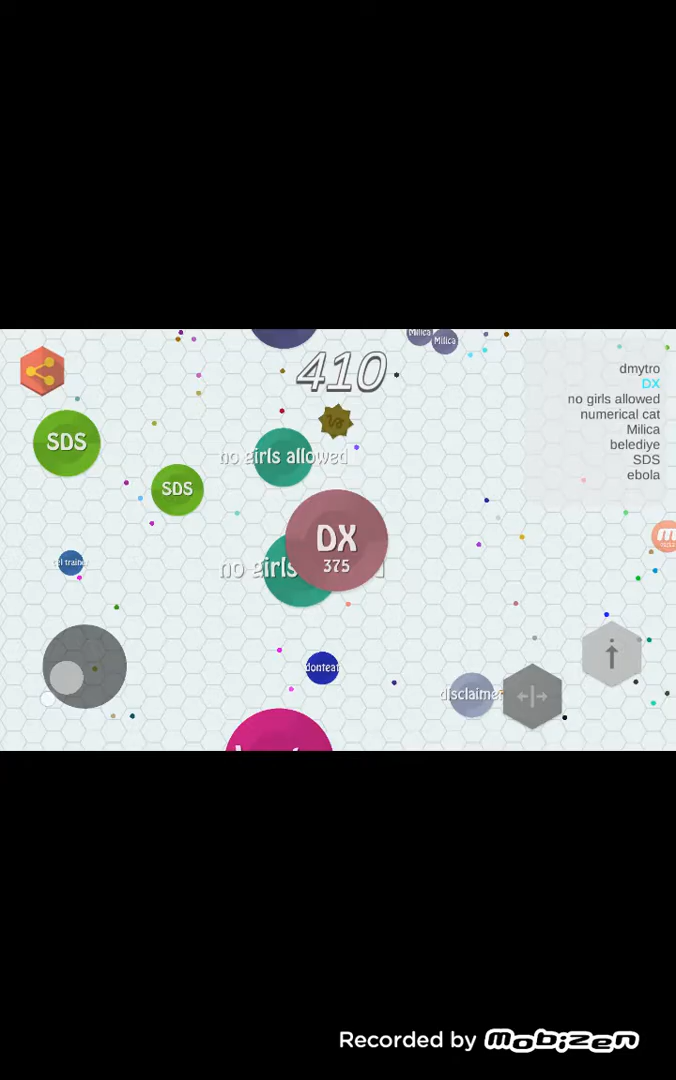 Milica
Milica
410
dmytro
DX
no girls allowed
numerical cat
Milica
belediye
SDS
ebola
SDS
no girls allowed
SDS
DX
375
no girls
donteat
disclaimer
Recorded by mobizen